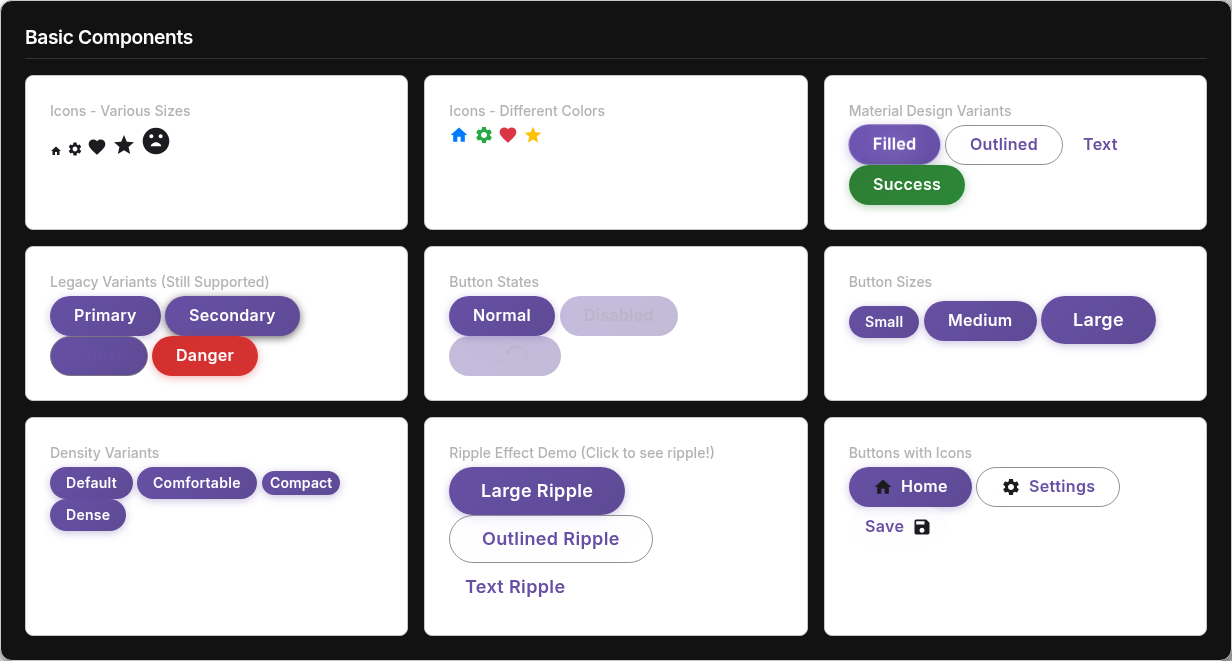 Basic Components
Icons - Various Sizes
Icons - Different Colors
Material Design Variants
Filled
Outlined
Text
Success
Legacy Variants (Still Supported)
Primary
Secondary
Danger
Button States
Normal
Disabled
Button Sizes
Small
Medium
Large
Density Variants
Default
Comfortable
Compact
Dense
Ripple Effect Demo (Click to see ripple!)
Large Ripple
Outlined Ripple
Text Ripple
Buttons with Icons
Home
Settings
Save